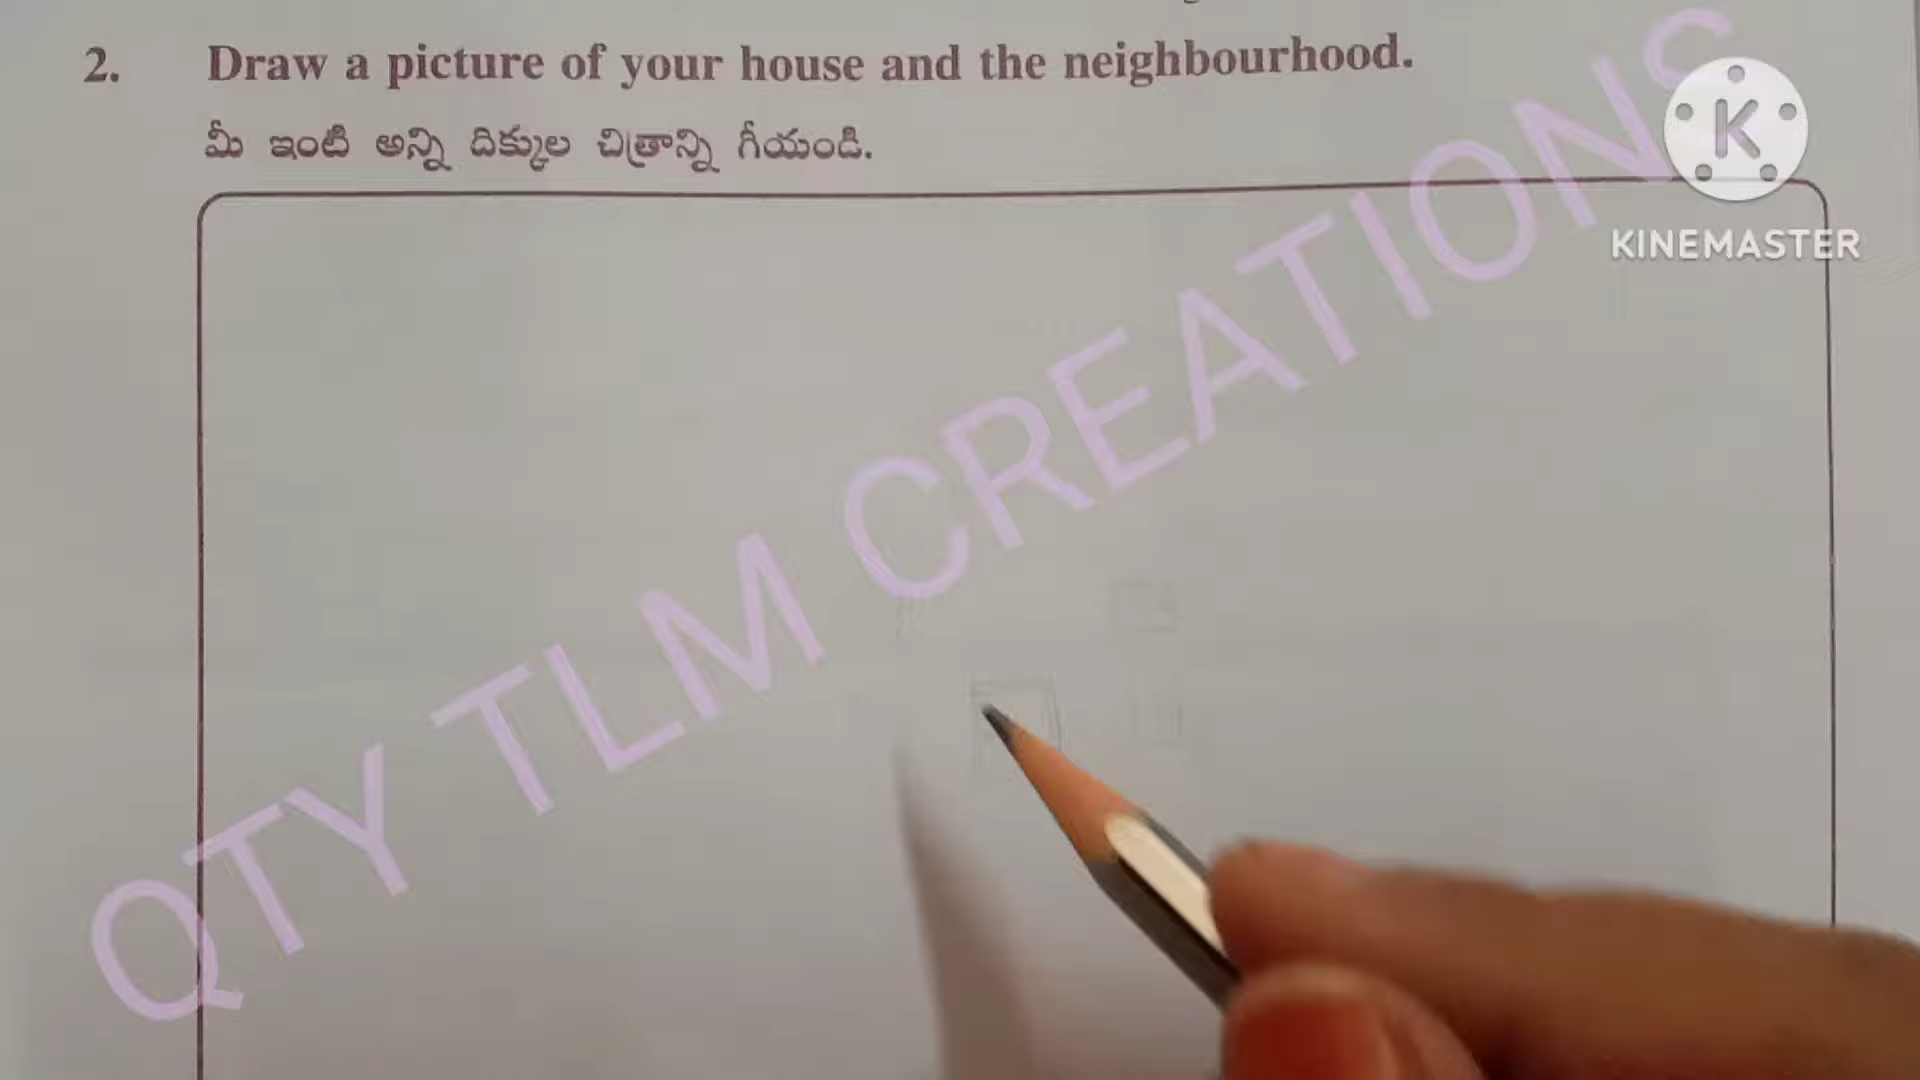 2. Draw a picture of your house and the neighbourhood.
మీ ఇంటి అన్ని దిక్కుల చిత్రాన్ని గీయండి.
K
KINEMASTER
QTY TLM CREATIONS